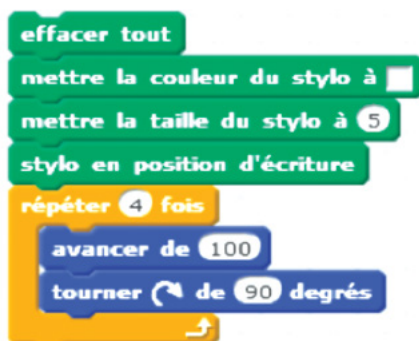 effacer tout
mettre la couleur du stylo à
mettre la taille du stylo à 5
stylo en position d'écriture
répéter 4 fois
avancer de 100
tourner de 90 degrés